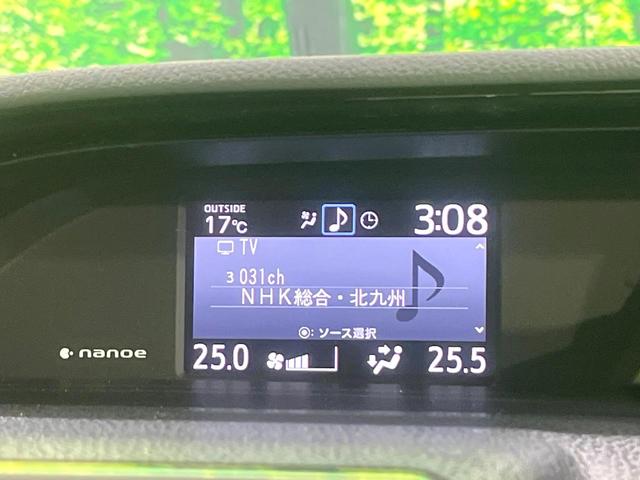 OUTSIDE
17℃
3:08
TV
3 031ch
NHK総合・北九州
◉: ソース選択
nanoe
25.0
25.5